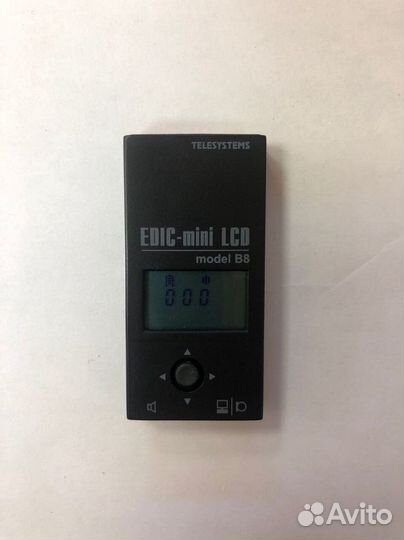 TELESYSTEMS
EDIC-mini LCD
model B8
000
Avito